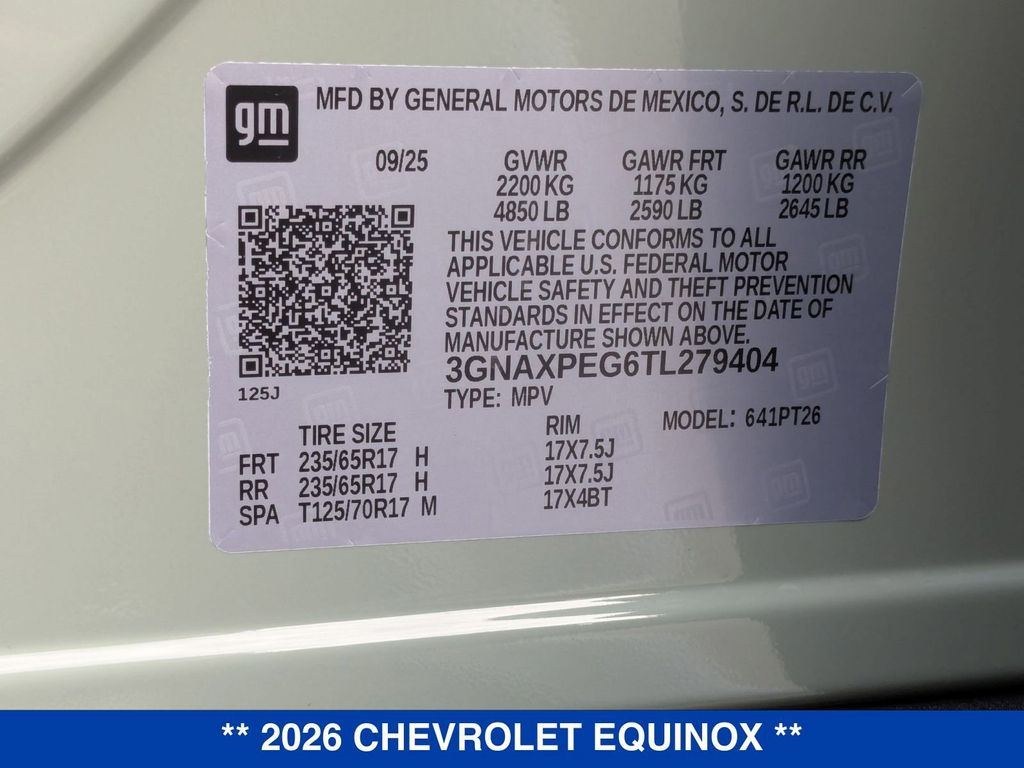 gm
MFD BY GENERAL MOTORS DE MEXICO, S. DE R.L. DE C.V.
09/25 GVWR GAWR FRT GAWR RR
2200 KG 1175 KG 1200 KG
4850 LB 2590 LB 2645 LB
THIS VEHICLE CONFORMS TO ALL
APPLICABLE U.S. FEDERAL MOTOR
VEHICLE SAFETY AND THEFT PREVENTION
STANDARDS IN EFFECT ON THE DATE OF
MANUFACTURE SHOWN ABOVE.
3GNAXPEG6TL279404
125J
TYPE: MPV
MODEL: 641PT26
TIRE SIZE RIM
FRT 235/65R17 H 17X7.5J
RR 235/65R17 H 17X7.5J
SPA T125/70R17 M 17X4BT
** 2026 CHEVROLET EQUINOX **